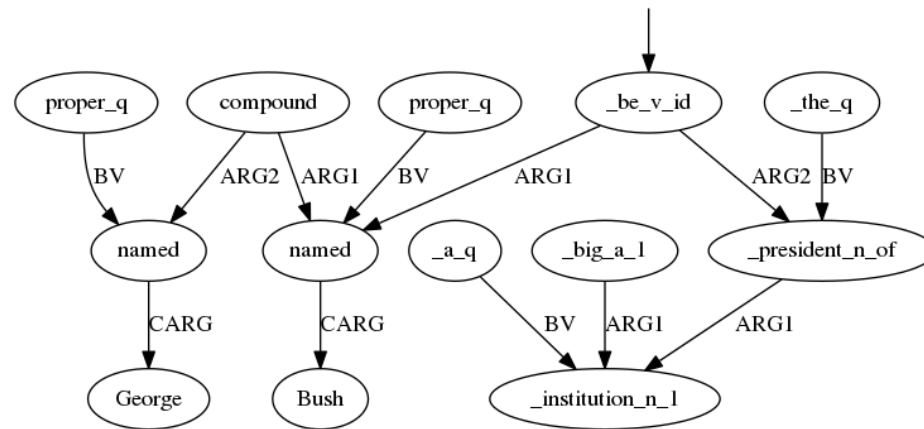 proper_q compound proper_q _be_v_id _the_q
BV ARG2 ARG1 BV ARG1 ARG2 BV
named named _a_q _big_a_1 _president_n_of
CARG CARG BV ARG1 ARG1
George Bush _institution_n_1